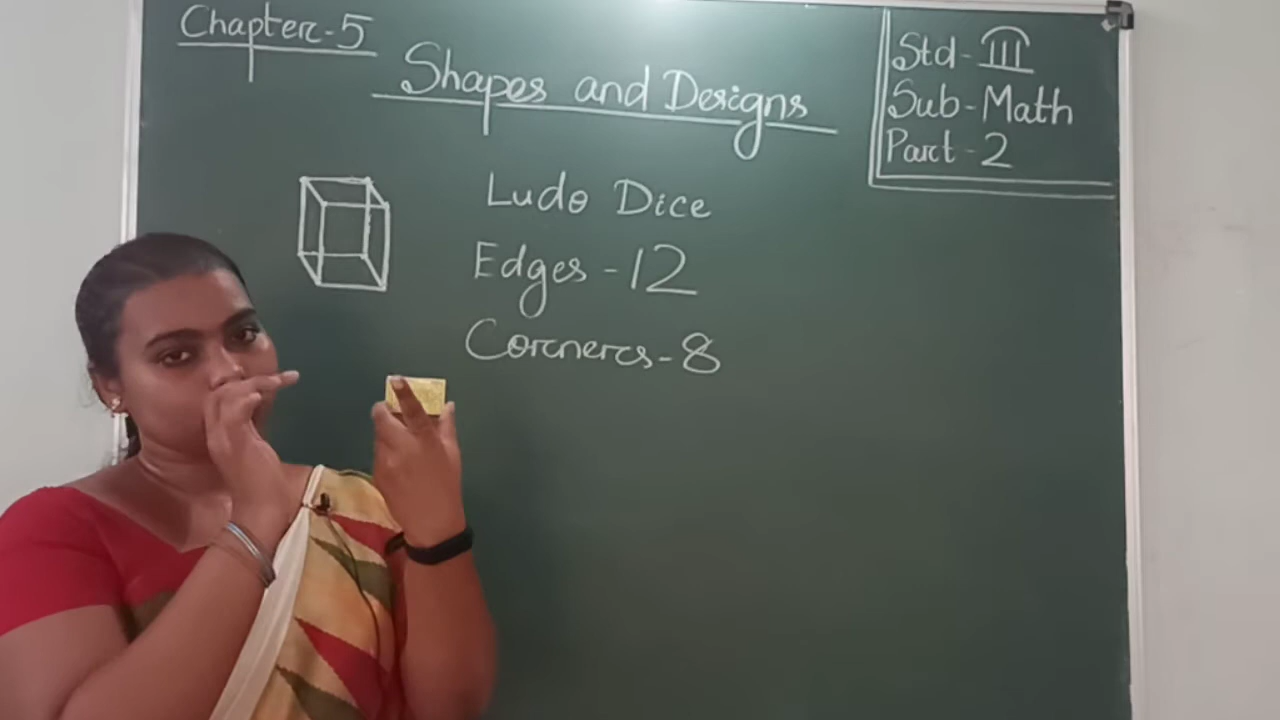 Chapter-5
Shapes and Designs
Std-III
Sub-Math
Part-2
Ludo Dice
Edges-12
Corners-8